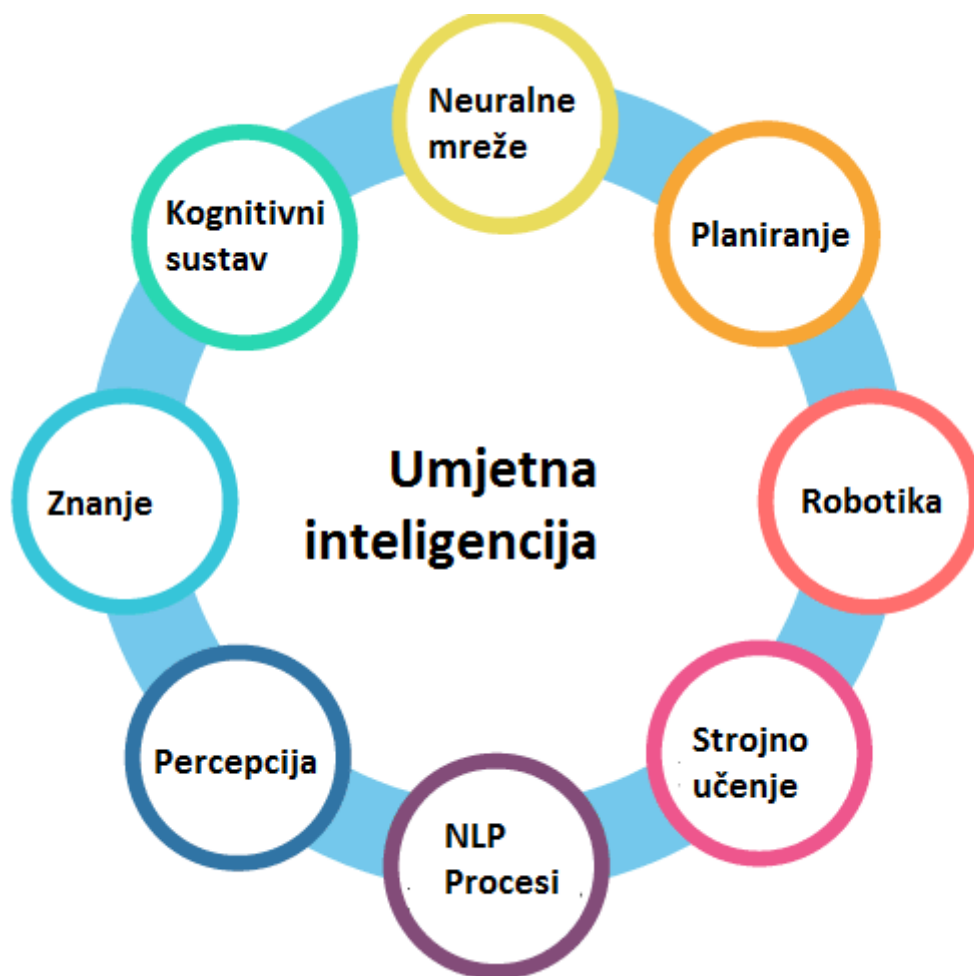 Neuralne
mreže
Planiranje
Robotika
Strojno
učenje
NLP
Procesi
Percepcija
Znanje
Kognitivni
sustav
Umjetna
inteligencija